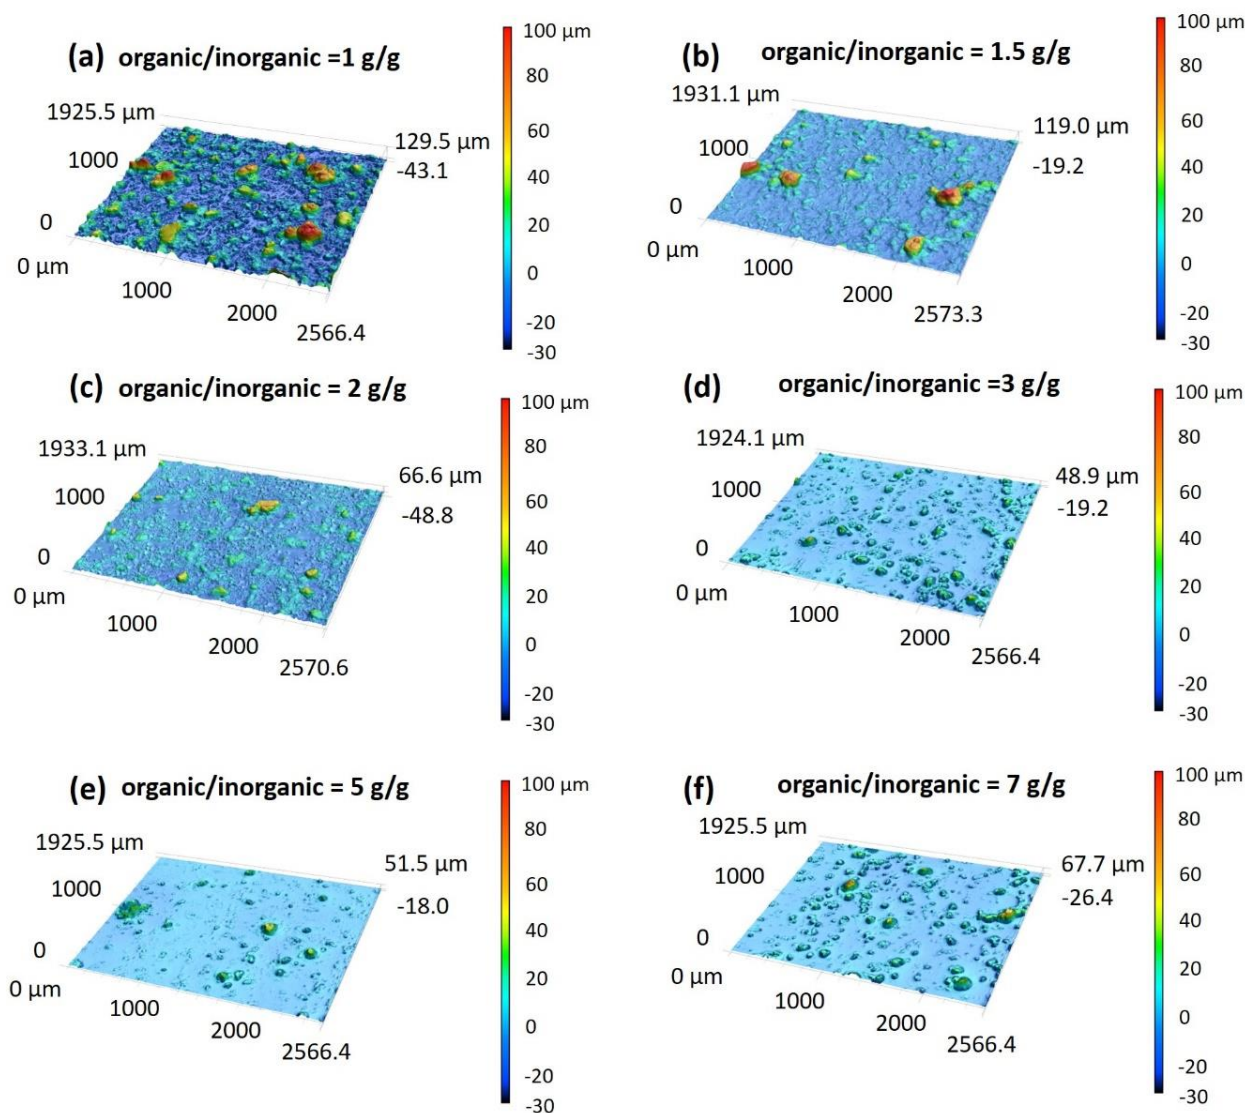 (a) organic/inorganic =1 g/g
1925.5 μm
1000
0
0 μm
1000
2000
2566.4
129.5 μm
-43.1
100 μm
80
60
40
20
0
-20
-30
(b) organic/inorganic = 1.5 g/g
1931.1 μm
1000
0
0 μm
1000
2000
2573.3
119.0 μm
-19.2
100 μm
80
60
40
20
0
-20
-30
(c) organic/inorganic = 2 g/g
1933.1 μm
1000
0
0 μm
1000
2000
2570.6
66.6 μm
-48.8
100 μm
80
60
40
20
0
-20
-30
(d) organic/inorganic =3 g/g
1924.1 μm
1000
0
0 μm
1000
2000
2566.4
48.9 μm
-19.2
100 μm
80
60
40
20
0
-20
-30
(e) organic/inorganic = 5 g/g
1925.5 μm
1000
0
0 μm
1000
2000
2566.4
51.5 μm
-18.0
100 μm
80
60
40
20
0
-20
-30
(f) organic/inorganic = 7 g/g
1925.5 μm
1000
0
0 μm
1000
2000
2566.4
67.7 μm
-26.4
100 μm
80
60
40
20
0
-20
-30